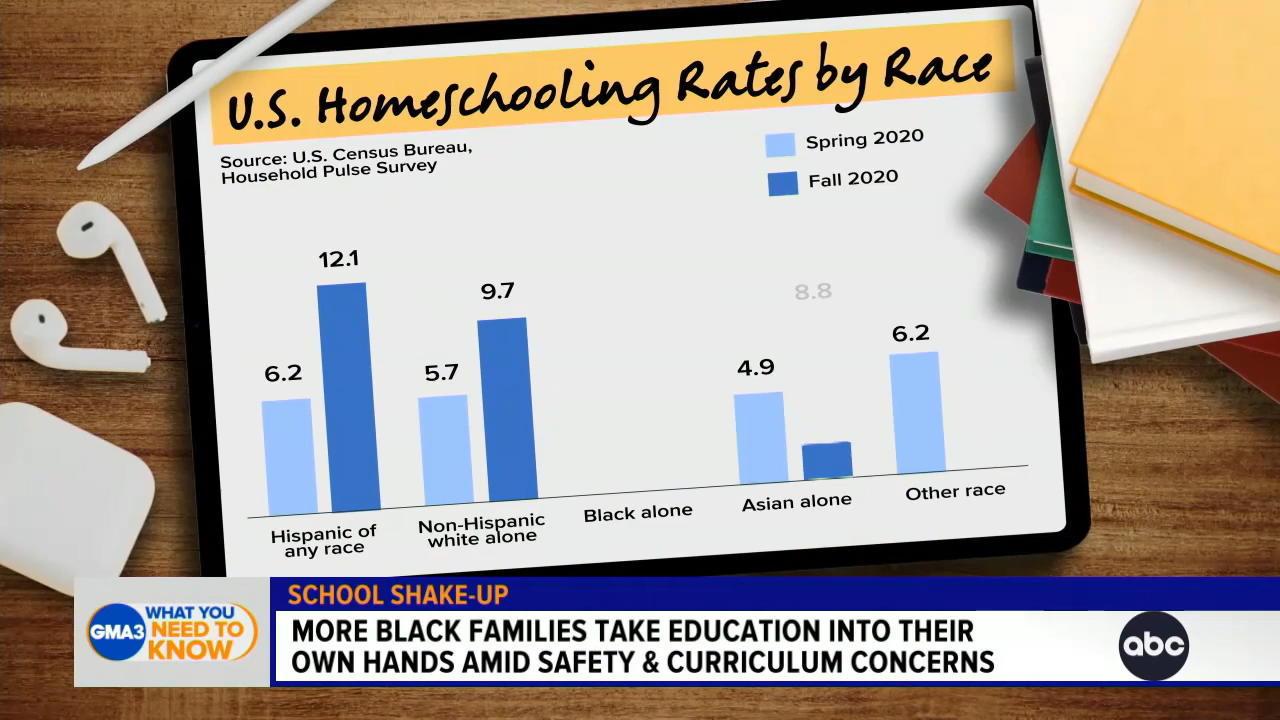 U.S. Homeschooling Rates by Race
Source: U.S. Census Bureau,
Household Pulse Survey
Spring 2020
Fall 2020
6.2
12.1
5.7
9.7
4.9
8.8
6.2
Hispanic of
any race
Non-Hispanic
white alone
Black alone
Asian alone
Other race
GMA3
WHAT YOU
NEED TO
KNOW
SCHOOL SHAKE-UP
MORE BLACK FAMILIES TAKE EDUCATION INTO THEIR
OWN HANDS AMID SAFETY & CURRICULUM CONCERNS
abc